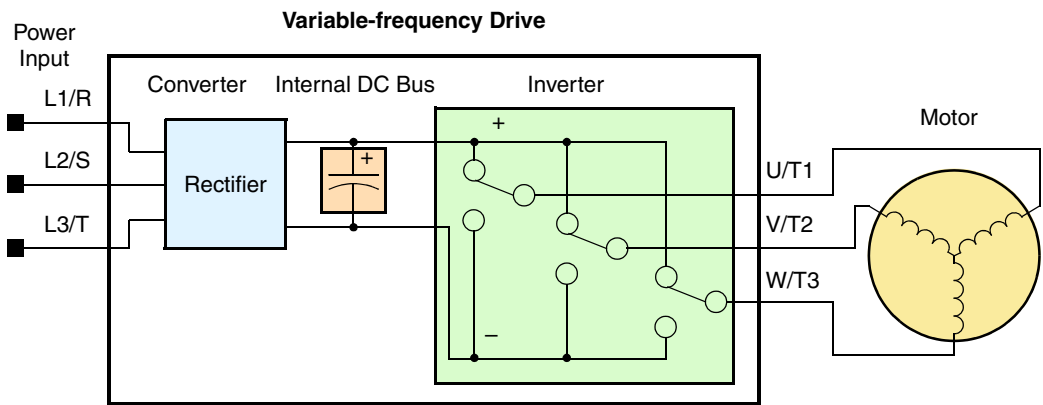 Variable-frequency Drive
Power
Input
Converter
Internal DC Bus
Inverter
Motor
L1/R
L2/S
L3/T
Rectifier
+
+
–
U/T1
V/T2
W/T3